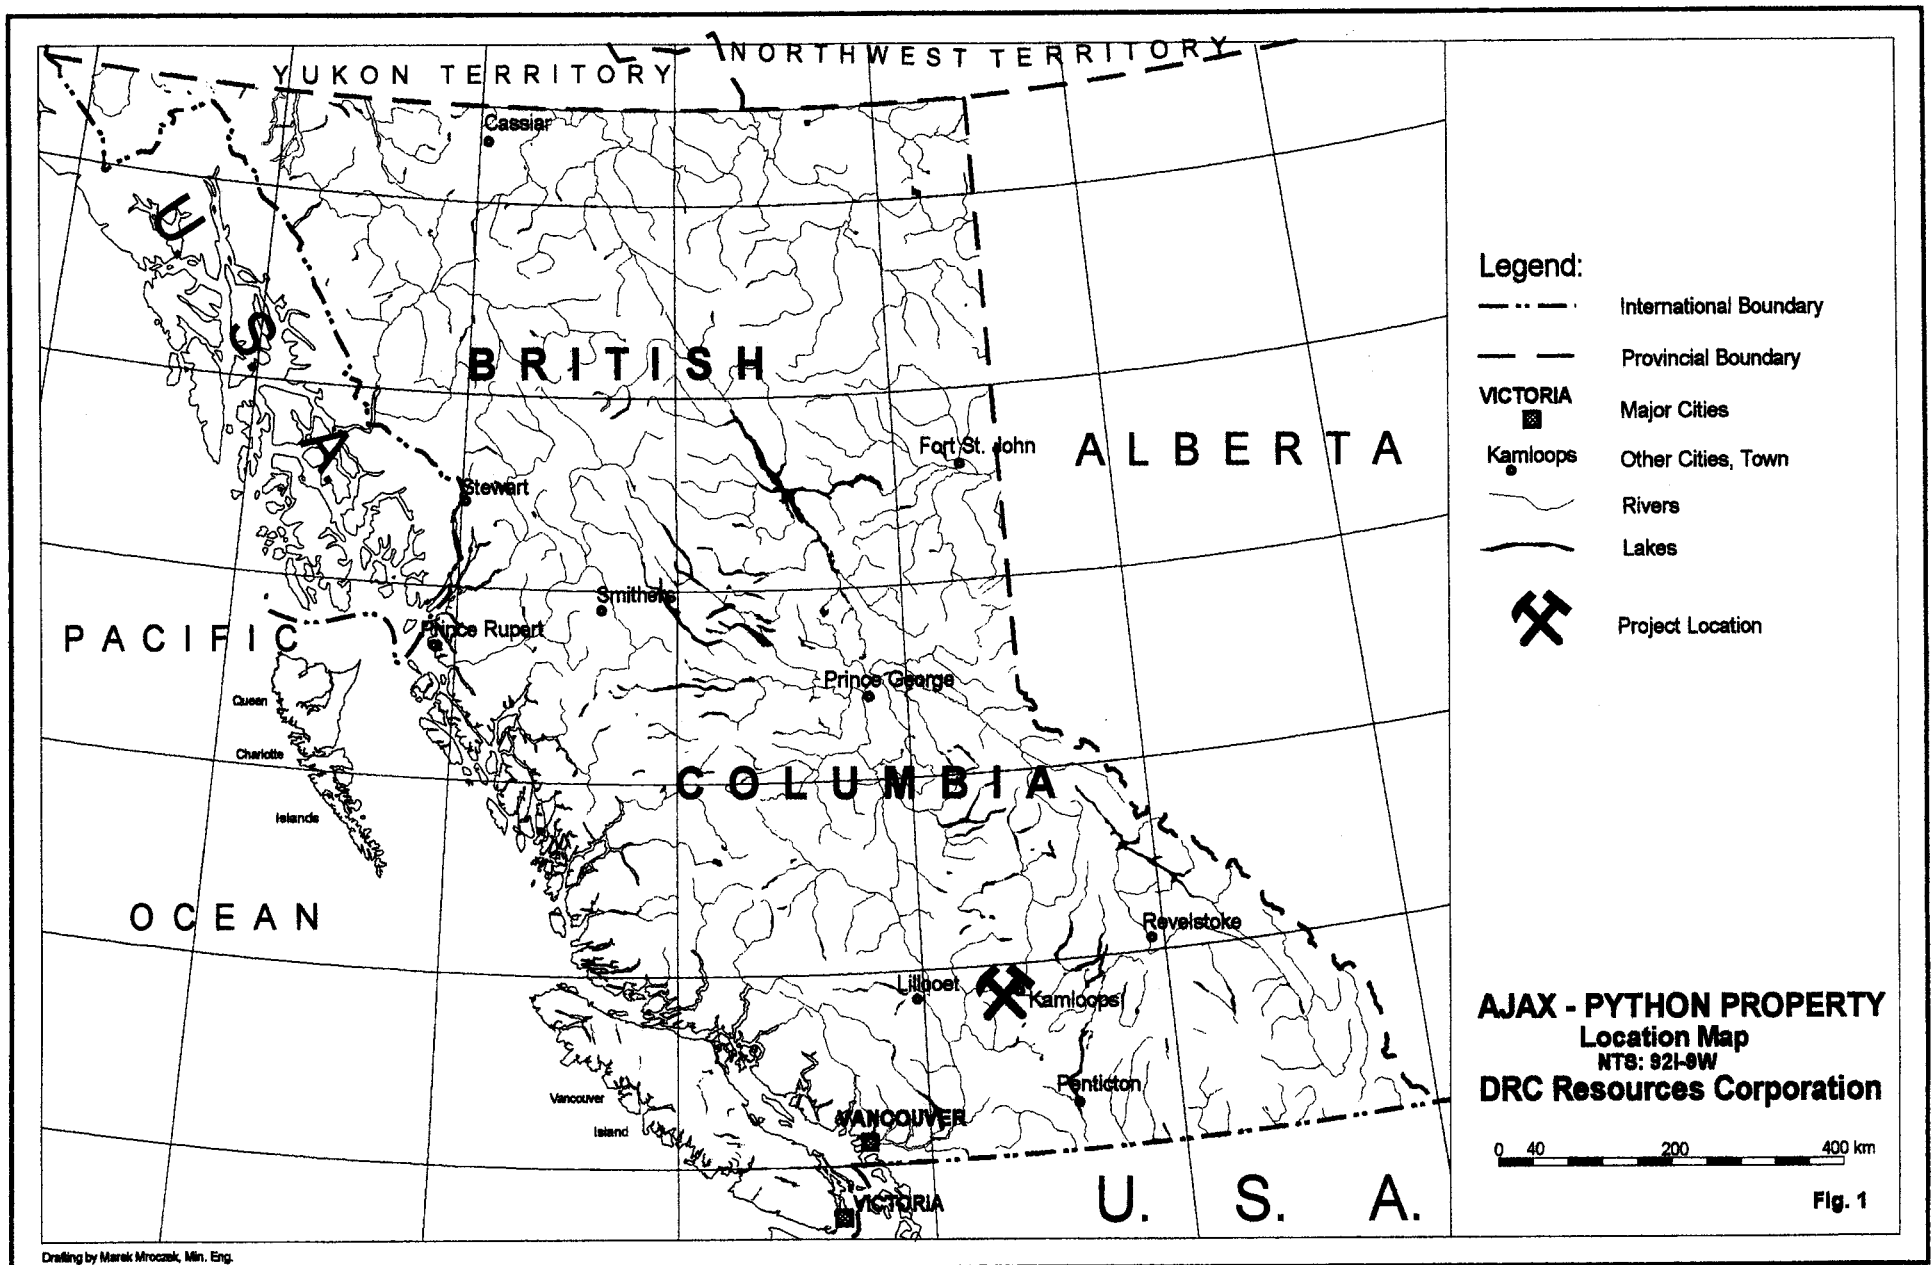 YUKON TERRITORY
NORTHWEST TERRITORY
Cassiar
U.S.A.
BRITISH
Fort St. John
ALBERTA
Stewart
Smithers
PACIFIC
Prince Rupert
Prince George
Queen
Charlotte
Islands
COLUMBIA
OCEAN
Revelstoke
Lillooet
Kamloops
Penticton
Vancouver
Island
VANCOUVER
VICTORIA
U. S. A.
Legend:
International Boundary
Provincial Boundary
VICTORIA
Major Cities
Kamloops
Other Cities, Town
Rivers
Lakes
Project Location
AJAX - PYTHON PROPERTY
Location Map
NTS: 92I-9W
DRC Resources Corporation
0 40 200 400 km
Fig. 1
Drafting by Marek Mroczek, Min. Eng.